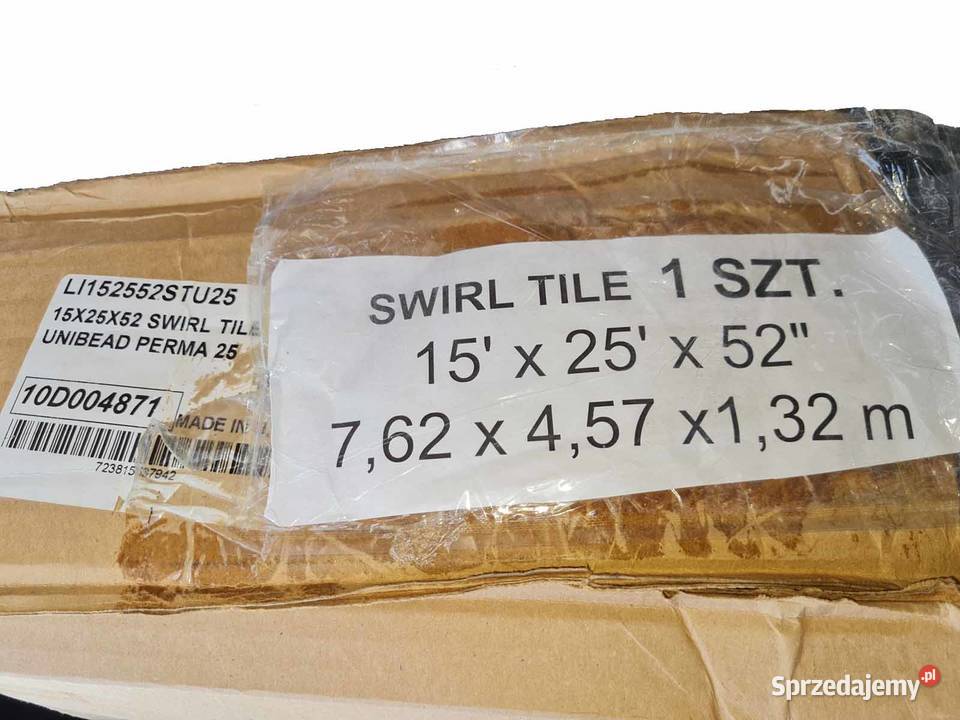 LI152552STU25
15X25X52 SWIRL TILE
UNIBEAD PERMA 25
10D004871
MADE IN
SWIRL TILE 1 SZT.
15' x 25' x 52"
7,62 x 4,57 x1,32 m
Sprzedajemy.pl